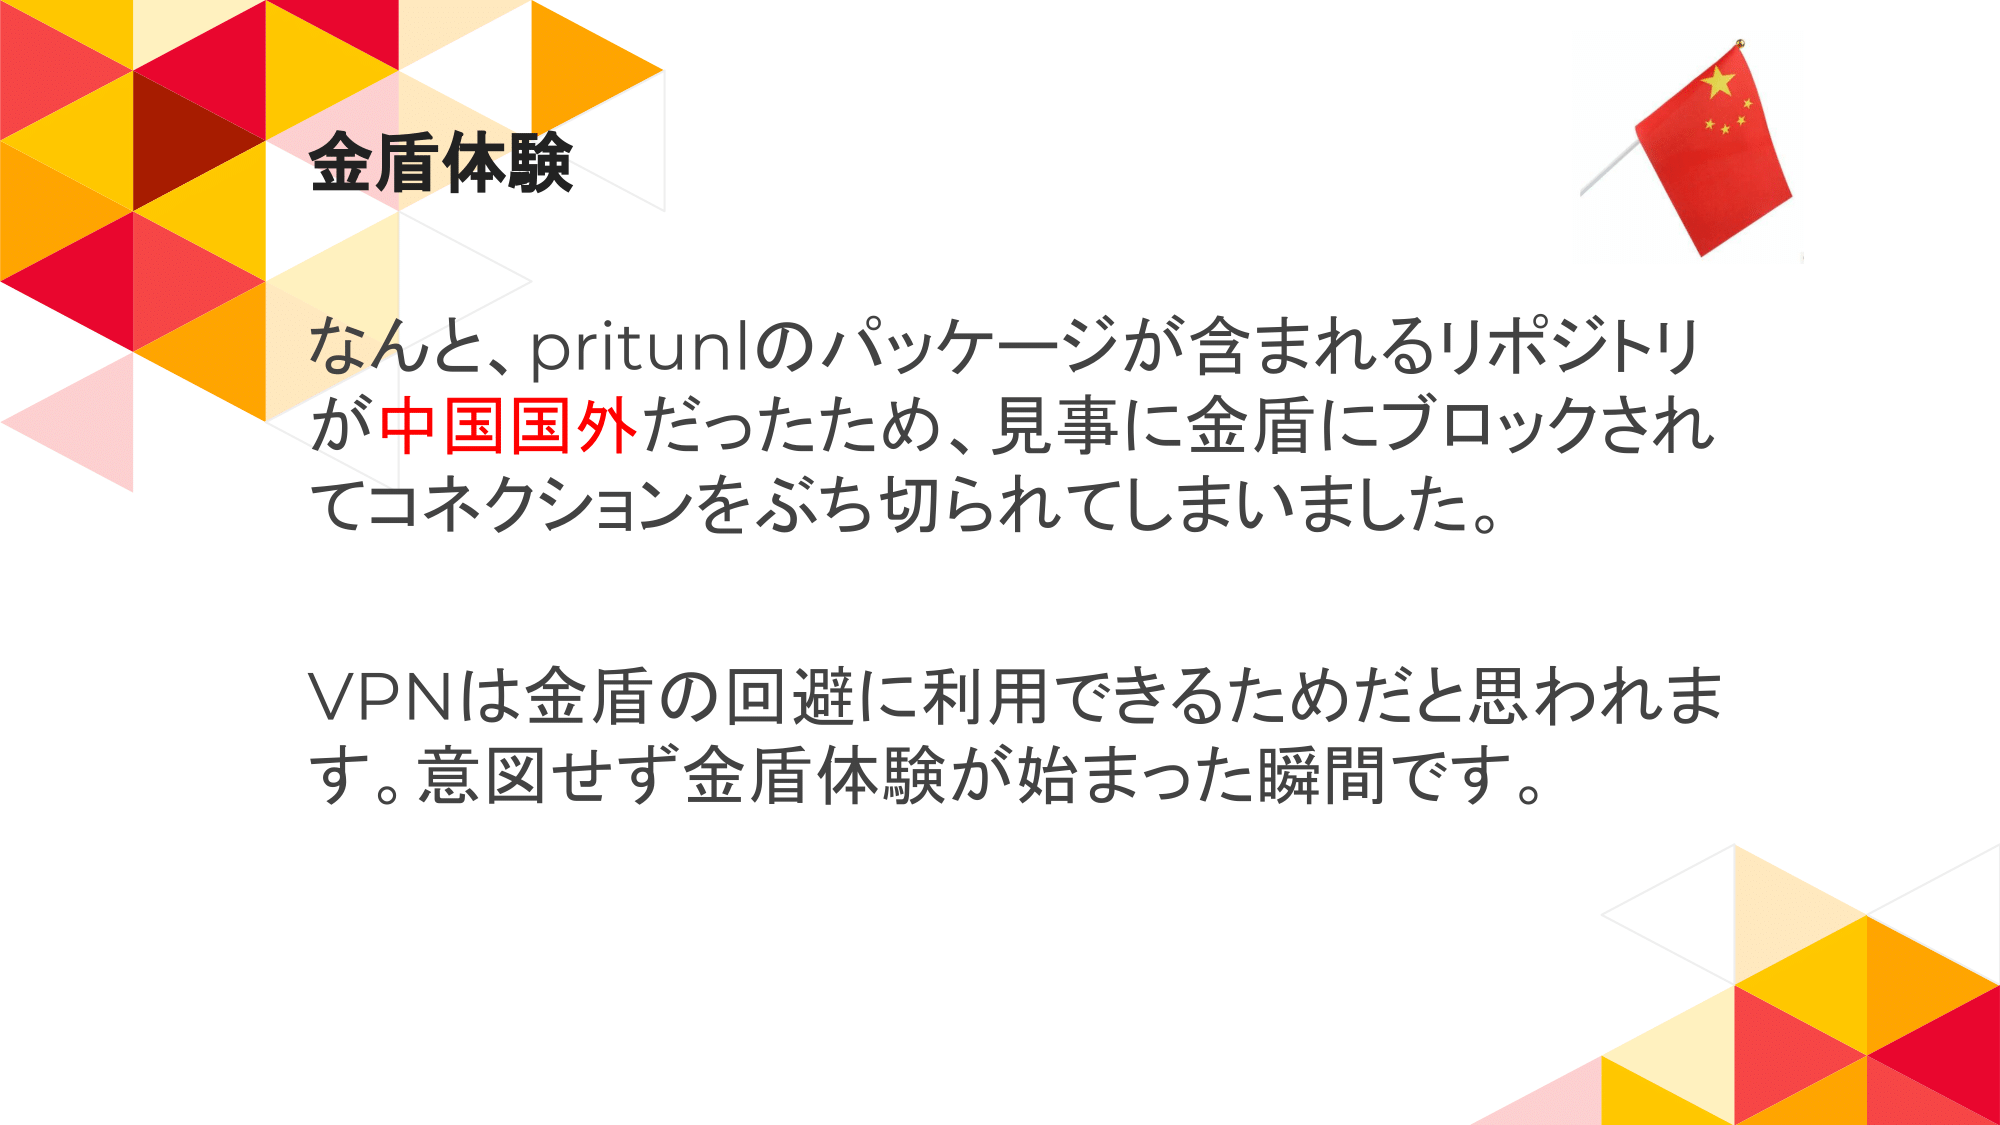 金盾体験
なんと、pritunlのパッケージが含まれるリポジトリ
が中国国外だったため、見事に金盾にブロックされ
てコネクションをぶち切られてしまいました。
VPNは金盾の回避に利用できるためだと思われま
す。意図せず金盾体験が始まった瞬間です。